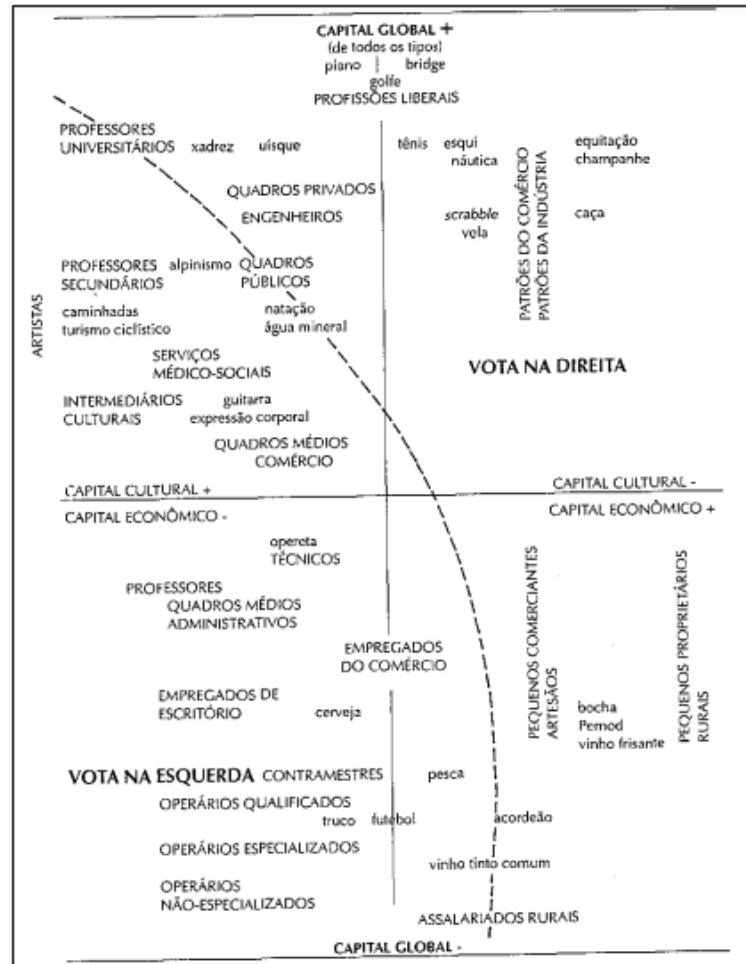 CAPITAL GLOBAL +
(de todos os tipos)
piano bridge
golfe
PROFISSÕES LIBERAIS
PROFESSORES
UNIVERSITÁRIOS xadrez uísque
tênis esqui
náutica
equitação
champanhe
QUADROS PRIVADOS
ENGENHEIROS
scrabble
vela
PATRÕES DO COMÉRCIO
PATRÕES DA INDÚSTRIA
caça
ARTISTAS
PROFESSORES alpinismo QUADROS
SECUNDÁRIOS PÚBLICOS
caminhadas natação
turismo ciclístico água mineral
SERVIÇOS
MÉDICO-SOCIAIS
VOTA NA DIREITA
INTERMEDIÁRIOS guitarra
CULTURAIS expressão corporal
QUADROS MÉDIOS
COMÉRCIO
CAPITAL CULTURAL + CAPITAL CULTURAL -
CAPITAL ECONÔMICO - CAPITAL ECONÔMICO +
opereta
TÉCNICOS
PROFESSORES
QUADROS MÉDIOS
ADMINISTRATIVOS
EMPREGADOS
DO COMÉRCIO
PEQUENOS COMERCIANTES
ARTESÃOS
bocha
Pernod
vinho frisante
PEQUENOS PROPRIETÁRIOS
RURAIS
EMPREGADOS DE
ESCRITÓRIO cerveja
VOTA NA ESQUERDA CONTRAMESTRES pesca
OPERÁRIOS QUALIFICADOS
truco futebol acordeão
OPERÁRIOS ESPECIALIZADOS
vinho tinto comum
OPERÁRIOS
NÃO-ESPECIALIZADOS
ASSALARIADOS RURAIS
CAPITAL GLOBAL -